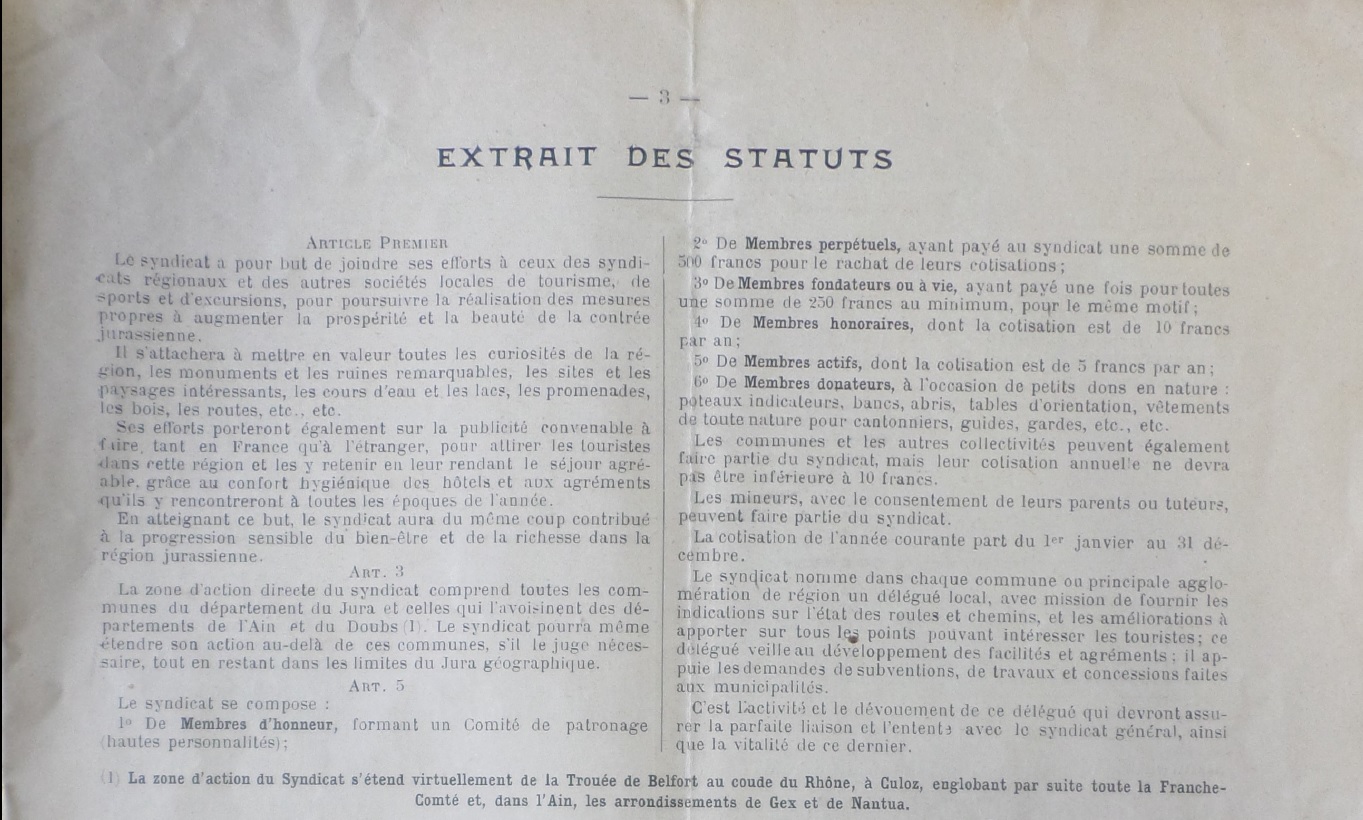 — 3 —
EXTRAIT DES STATUTS
ARTICLE PREMIER
Le syndicat a pour but de joindre ses efforts à ceux des syndi-
cats régionaux et des autres sociétés locales de tourisme, de
sports et d'excursions, pour poursuivre la réalisation des mesures
propres à augmenter la prospérité et la beauté de la contrée
jurassienne.
Il s'attachera à mettre en valeur toutes les curiosités de la ré-
gion, les monuments et les ruines remarquables, les sites et les
paysages intéressants, les cours d'eau et les lacs, les promenades,
les bois, les routes, etc., etc.
Ses efforts porteront également sur la publicité convenable à
faire, tant en France qu'à l'étranger, pour attirer les touristes
dans cette région et les y retenir en leur rendant le séjour agré-
able, grâce au confort hygiénique des hôtels et aux agréments
qu'ils y rencontreront à toutes les époques de l'année.
En atteignant ce but, le syndicat aura du même coup contribué
à la progression sensible du bien-être et de la richesse dans la
région jurassienne.
ART. 3
La zone d'action directe du syndicat comprend toutes les com-
munes du département du Jura et celles qui l'avoisinent des dé-
partements de l'Ain et du Doubs (1). Le syndicat pourra même
étendre son action au-delà de ces communes, s'il le juge néces-
saire, tout en restant dans les limites du Jura géographique.
ART. 5
Le syndicat se compose :
1º De Membres d'honneur, formant un Comité de patronage
(hautes personnalités);
2º De Membres perpétuels, ayant payé au syndicat une somme de
500 francs pour le rachat de leurs cotisations;
3º De Membres fondateurs ou à vie, ayant payé une fois pour toutes
une somme de 250 francs au minimum, pour le même motif;
4º De Membres honoraires, dont la cotisation est de 10 francs
par an;
5º De Membres actifs, dont la cotisation est de 5 francs par an;
6º De Membres donateurs, à l'occasion de petits dons en nature :
poteaux indicateurs, bancs, abris, tables d'orientation, vêtements
de toute nature pour cantonniers, guides, gardes, etc., etc.
Les communes et les autres collectivités peuvent également
faire partie du syndicat, mais leur cotisation annuelle ne devra
pas être inférieure à 10 francs.
Les mineurs, avec le consentement de leurs parents ou tuteurs,
peuvent faire partie du syndicat.
La cotisation de l'année courante part du 1er janvier au 31 dé-
cembre.
Le syndicat nomme dans chaque commune ou principale agglo-
mération de région un délégué local, avec mission de fournir les
indications sur l'état des routes et chemins, et les améliorations à
apporter sur tous les points pouvant intéresser les touristes; ce
délégué veille au développement des facilités et agréments; il ap-
puie les demandes de subventions, de travaux et concessions faites
aux municipalités.
C'est l'activité et le dévouement de ce délégué qui devront assu-
rer la parfaite liaison et l'entente avec le syndicat général, ainsi
que la vitalité de ce dernier.
(1) La zone d'action du Syndicat s'étend virtuellement de la Trouée de Belfort au coude du Rhône, à Culoz, englobant par suite toute la Franche-
Comté et, dans l'Ain, les arrondissements de Gex et de Nantua.